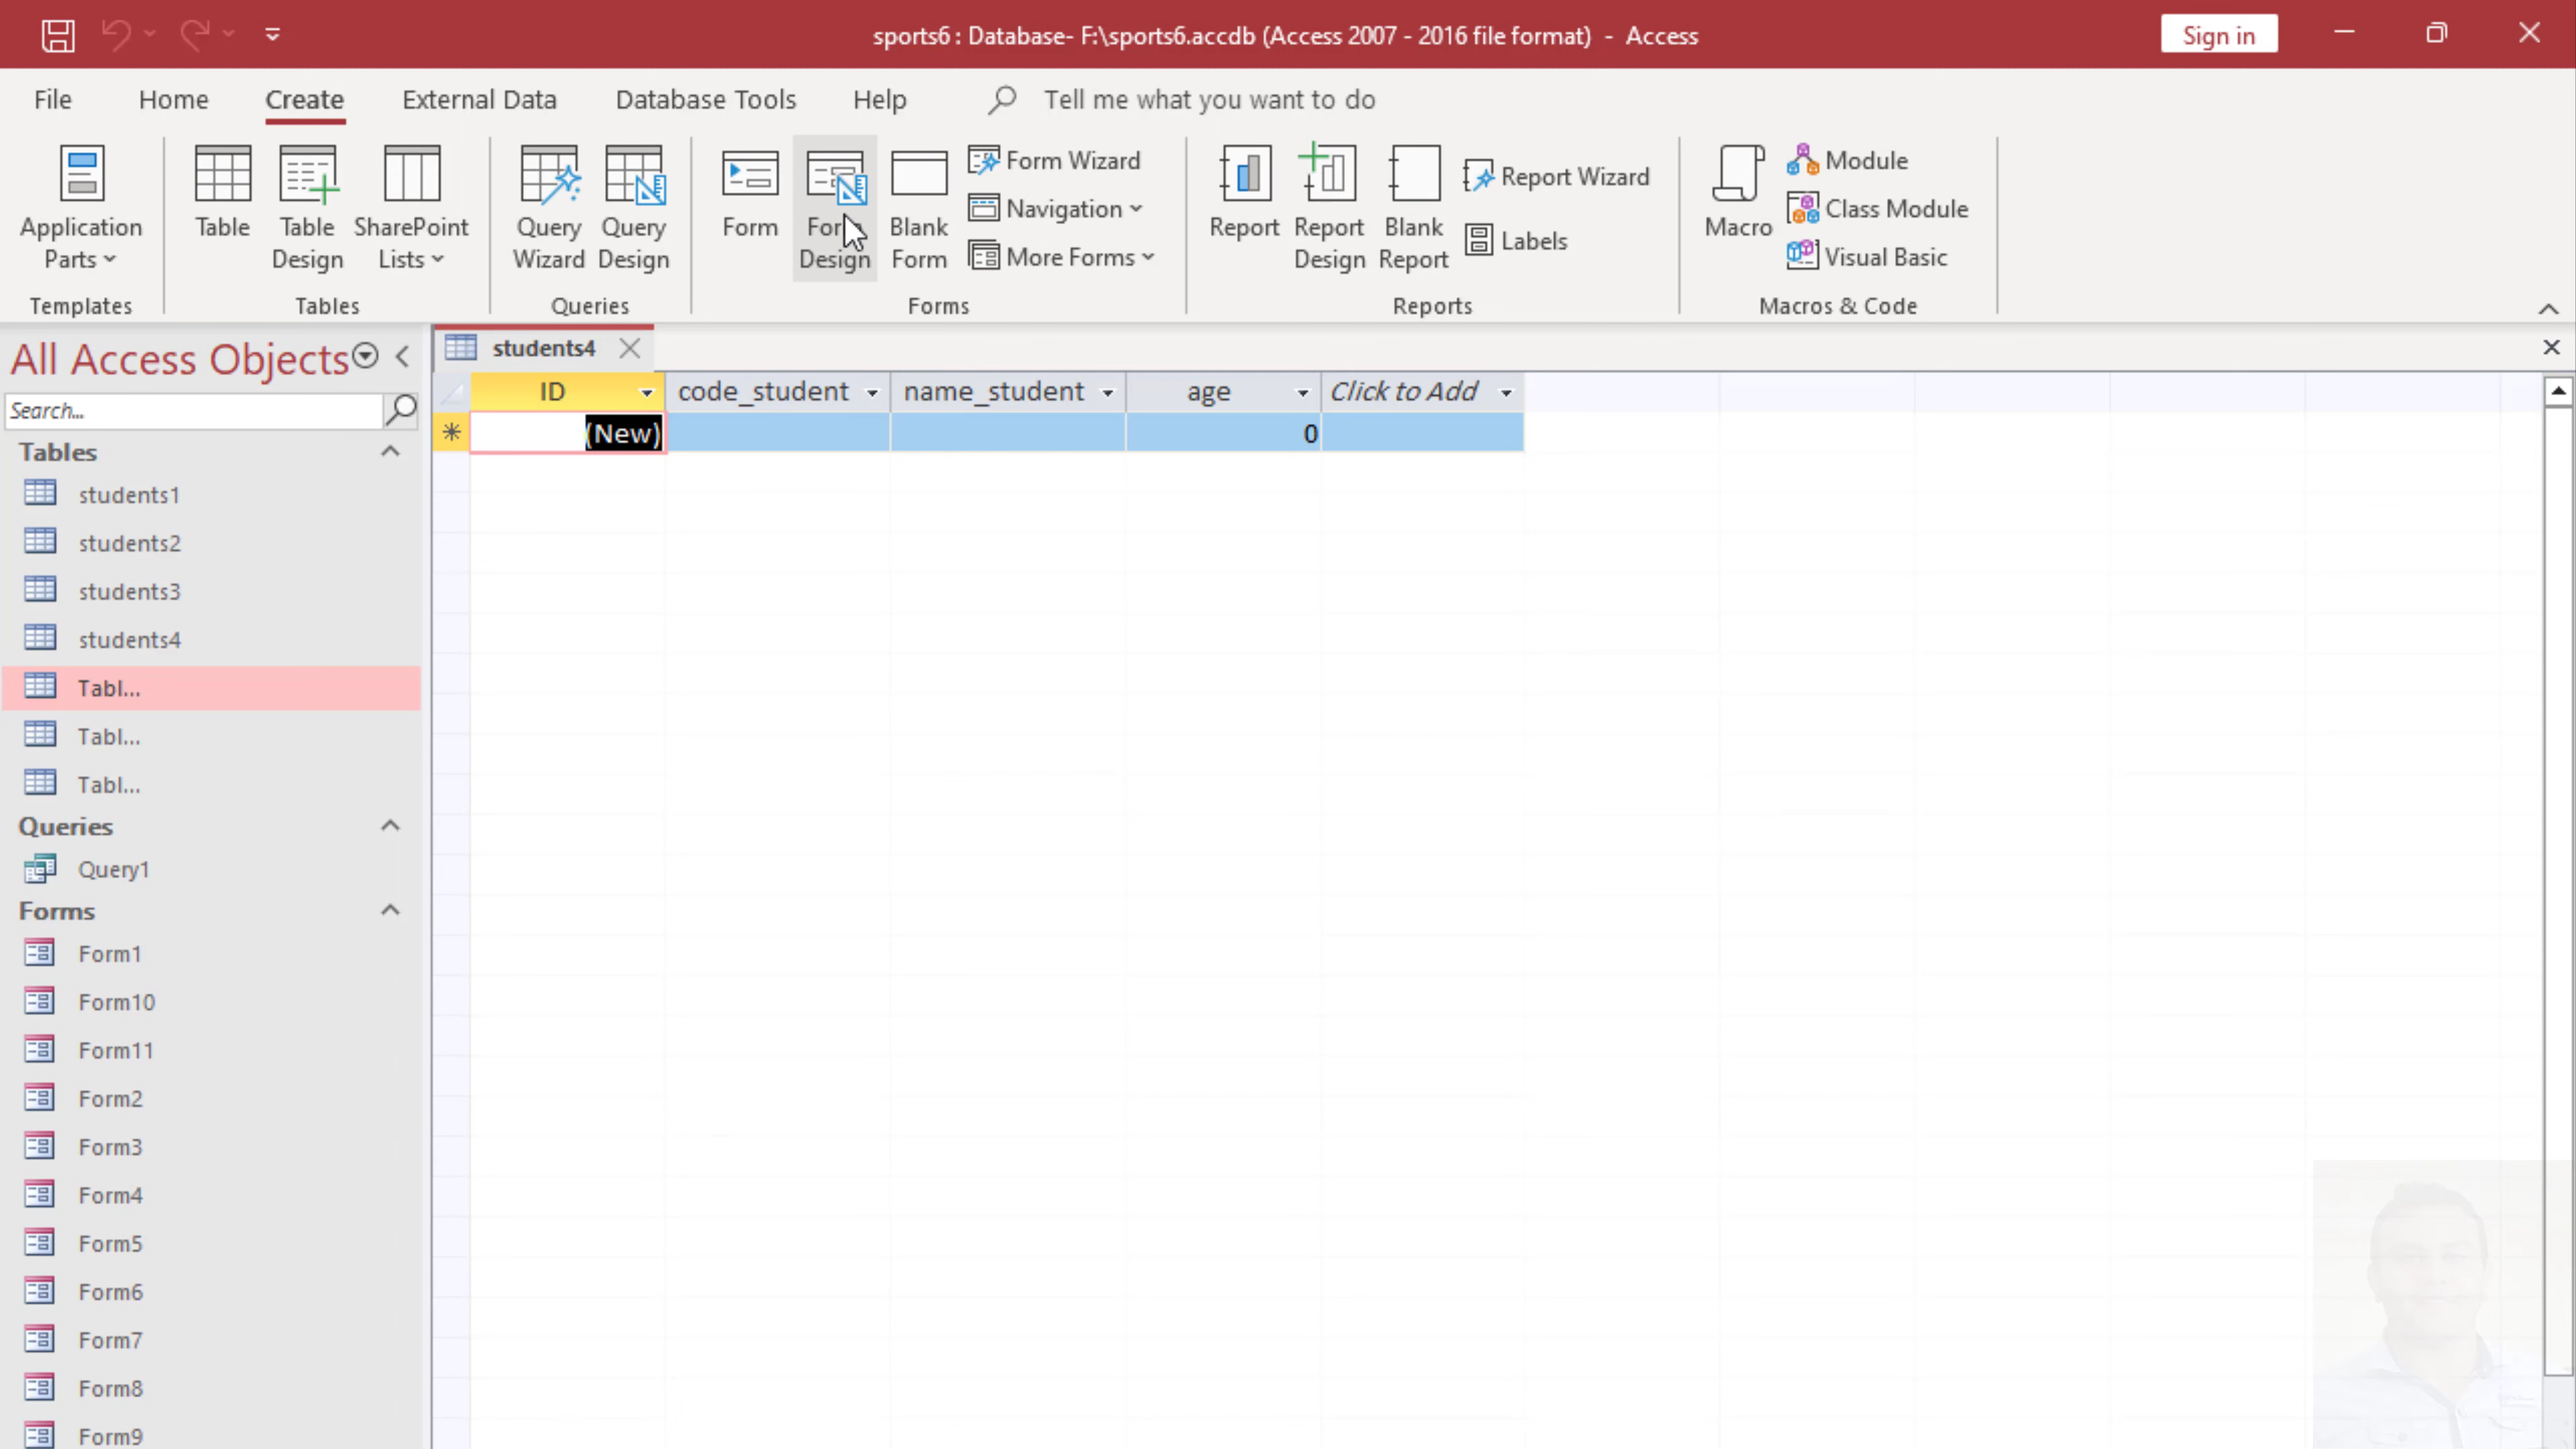 sports6 : Database- F:\sports6.accdb (Access 2007 - 2016 file format) - Access
Sign in
File Home Create External Data Database Tools Help Tell me what you want to do
Application Parts
Table
Table Design
SharePoint Lists
Query Wizard
Query Design
Form
Form Design
Blank Form
Form Wizard
Navigation
More Forms
Report
Report Design
Blank Report
Report Wizard
Labels
Macro
Module
Class Module
Visual Basic
Templates Tables Queries Forms Reports Macros & Code
All Access Objects
Search...
Tables
students1
students2
students3
students4
Tabl...
Tabl...
Tabl...
Queries
Query1
Forms
Form1
Form10
Form11
Form2
Form3
Form4
Form5
Form6
Form7
Form8
Form9
students4
ID code_student name_student age Click to Add
(New) 0